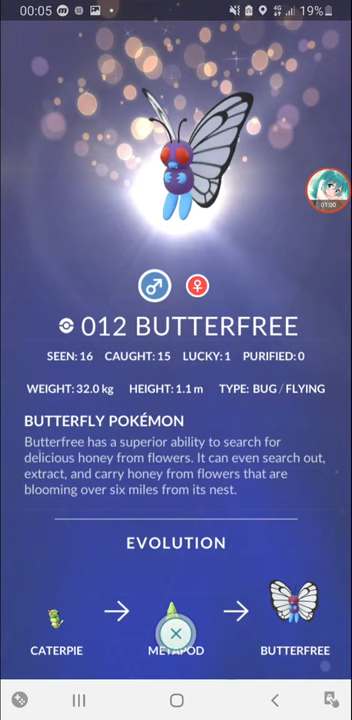 00:05 4G 19%
01:00
012 BUTTERFREE
SEEN: 16 CAUGHT: 15 LUCKY: 1 PURIFIED: 0
WEIGHT: 32.0 kg HEIGHT: 1.1 m TYPE: BUG / FLYING
BUTTERFLY POKÉMON
Butterfree has a superior ability to search for
delicious honey from flowers. It can even search out,
extract, and carry honey from flowers that are
blooming over six miles from its nest.
EVOLUTION
CATERPIE METAPOD BUTTERFREE